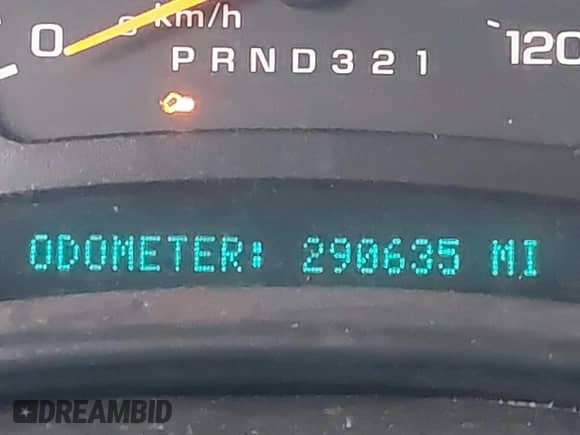 0 km/h 120
PRND321
ODOMETER: 290635 MI
DREAMBID